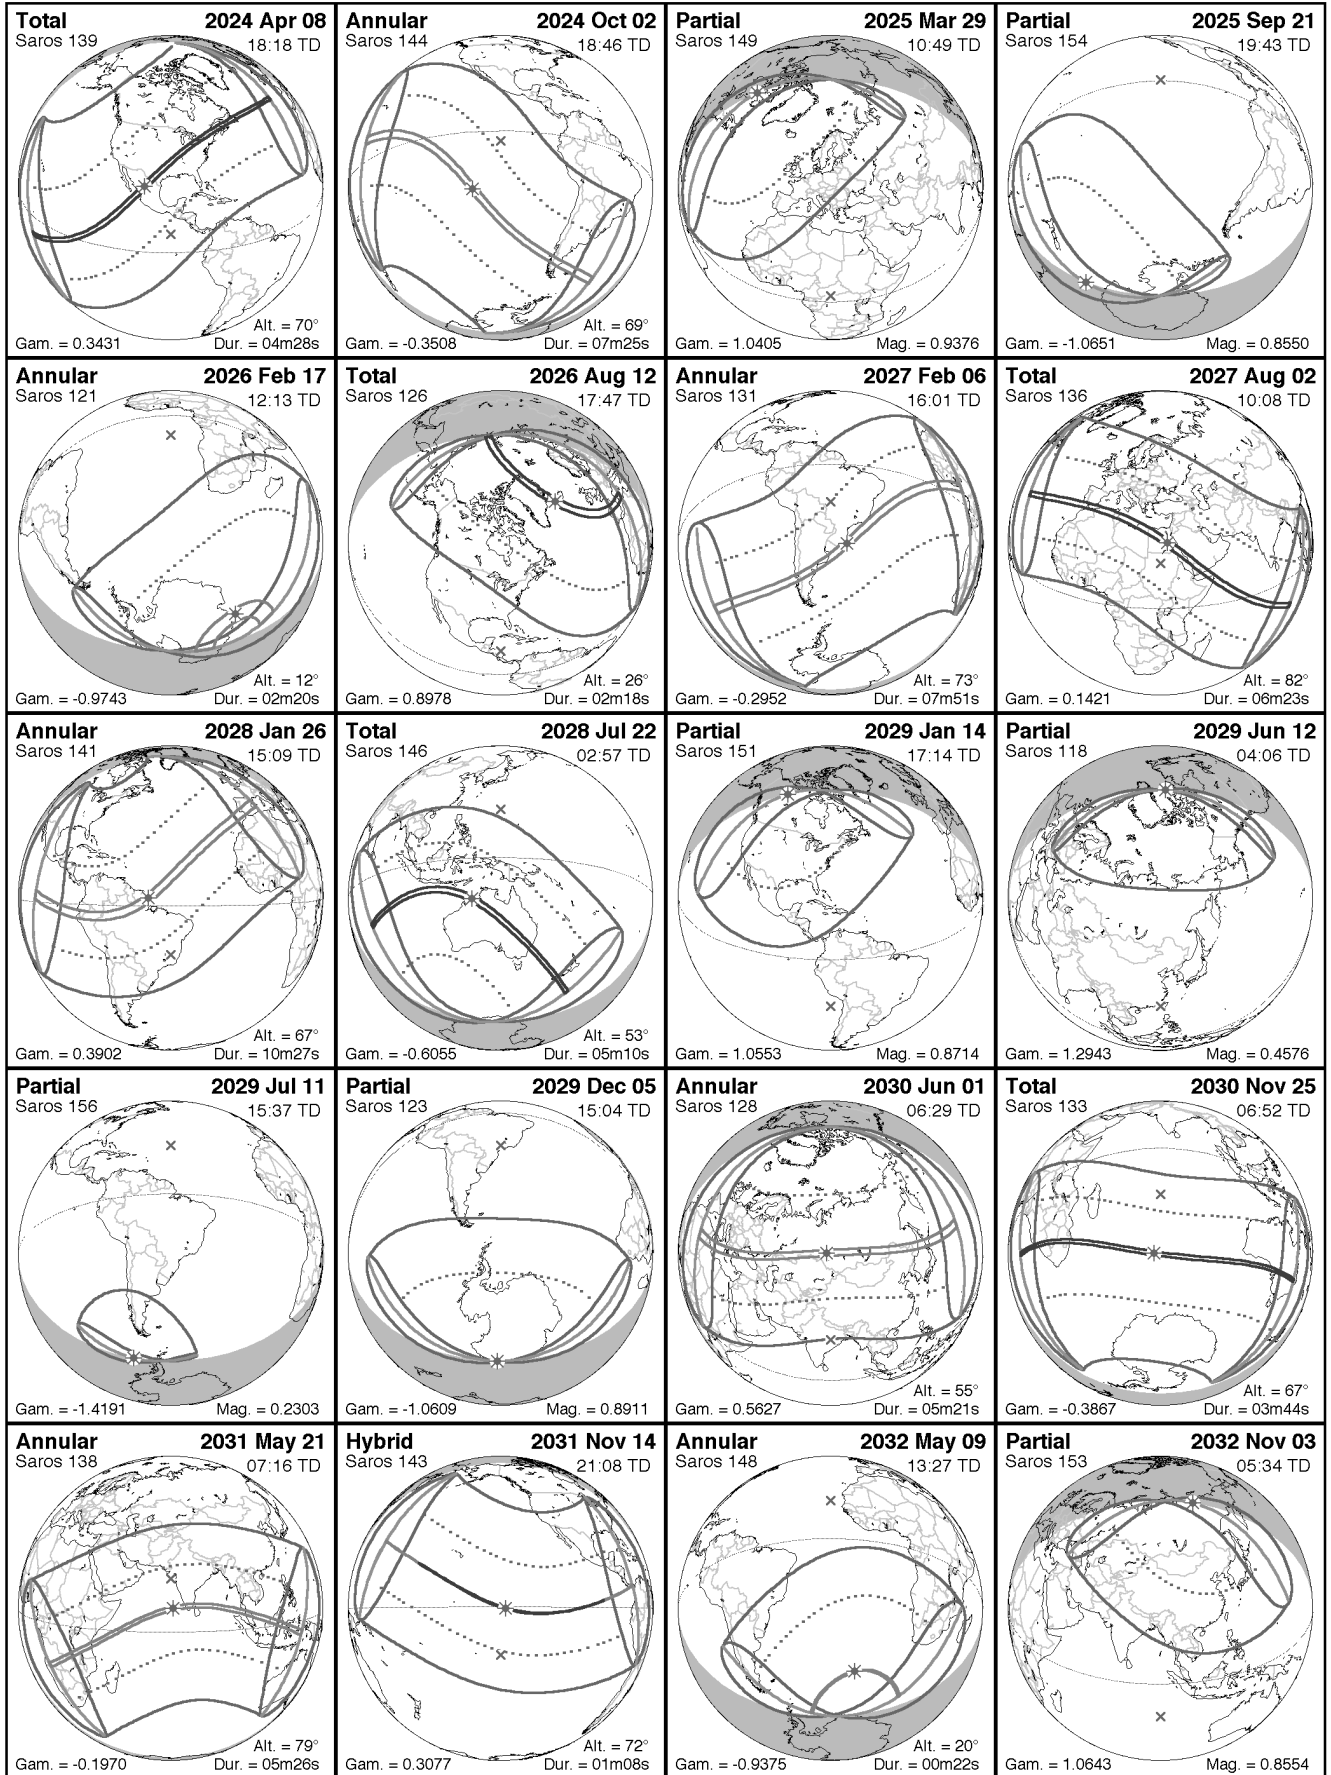 Total 2024 Apr 08
Saros 139 18:18 TD
Alt. = 70°
Gam. = 0.3431 Dur. = 04m28s
Annular 2024 Oct 02
Saros 144 18:46 TD
Alt. = 69°
Gam. = -0.3508 Dur. = 07m25s
Partial 2025 Mar 29
Saros 149 10:49 TD
Gam. = 1.0405 Mag. = 0.9376
Partial 2025 Sep 21
Saros 154 19:43 TD
Gam. = -1.0651 Mag. = 0.8550
Annular 2026 Feb 17
Saros 121 12:13 TD
Alt. = 12°
Gam. = -0.9743 Dur. = 02m20s
Total 2026 Aug 12
Saros 126 17:47 TD
Alt. = 26°
Gam. = 0.8978 Dur. = 02m18s
Annular 2027 Feb 06
Saros 131 16:01 TD
Alt. = 73°
Gam. = -0.2952 Dur. = 07m51s
Total 2027 Aug 02
Saros 136 10:08 TD
Alt. = 82°
Gam. = 0.1421 Dur. = 06m23s
Annular 2028 Jan 26
Saros 141 15:09 TD
Alt. = 67°
Gam. = 0.3902 Dur. = 10m27s
Total 2028 Jul 22
Saros 146 02:57 TD
Alt. = 53°
Gam. = -0.6055 Dur. = 05m10s
Partial 2029 Jan 14
Saros 151 17:14 TD
Gam. = 1.0553 Mag. = 0.8714
Partial 2029 Jun 12
Saros 118 04:06 TD
Gam. = 1.2943 Mag. = 0.4576
Partial 2029 Jul 11
Saros 156 15:37 TD
Gam. = -1.4191 Mag. = 0.2303
Partial 2029 Dec 05
Saros 123 15:04 TD
Gam. = -1.0609 Mag. = 0.8911
Annular 2030 Jun 01
Saros 128 06:29 TD
Alt. = 55°
Gam. = 0.5627 Dur. = 05m21s
Total 2030 Nov 25
Saros 133 06:52 TD
Alt. = 67°
Gam. = -0.3867 Dur. = 03m44s
Annular 2031 May 21
Saros 138 07:16 TD
Alt. = 79°
Gam. = -0.1970 Dur. = 05m26s
Hybrid 2031 Nov 14
Saros 143 21:08 TD
Alt. = 72°
Gam. = 0.3077 Dur. = 01m08s
Annular 2032 May 09
Saros 148 13:27 TD
Alt. = 20°
Gam. = -0.9375 Dur. = 00m22s
Partial 2032 Nov 03
Saros 153 05:34 TD
Gam. = 1.0643 Mag. = 0.8554